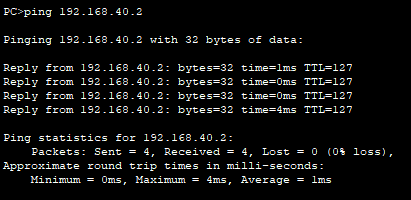 PC>ping 192.168.40.2
Pinging 192.168.40.2 with 32 bytes of data:
Reply from 192.168.40.2: bytes=32 time=1ms TTL=127
Reply from 192.168.40.2: bytes=32 time=0ms TTL=127
Reply from 192.168.40.2: bytes=32 time=0ms TTL=127
Reply from 192.168.40.2: bytes=32 time=4ms TTL=127
Ping statistics for 192.168.40.2:
Packets: Sent = 4, Received = 4, Lost = 0 (0% loss),
Approximate round trip times in milli-seconds:
Minimum = 0ms, Maximum = 4ms, Average = 1ms